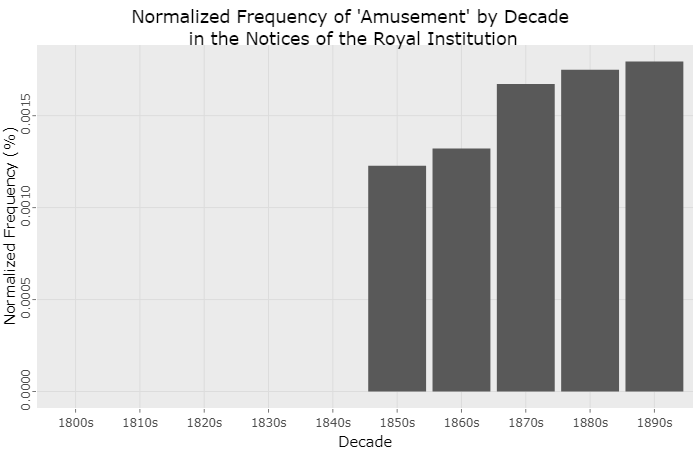 Normalized Frequency of 'Amusement' by Decade
in the Notices of the Royal Institution
Normalized Frequency (%)
0.0015
0.0010
0.0005
0.0000
1800s 1810s 1820s 1830s 1840s 1850s 1860s 1870s 1880s 1890s
Decade